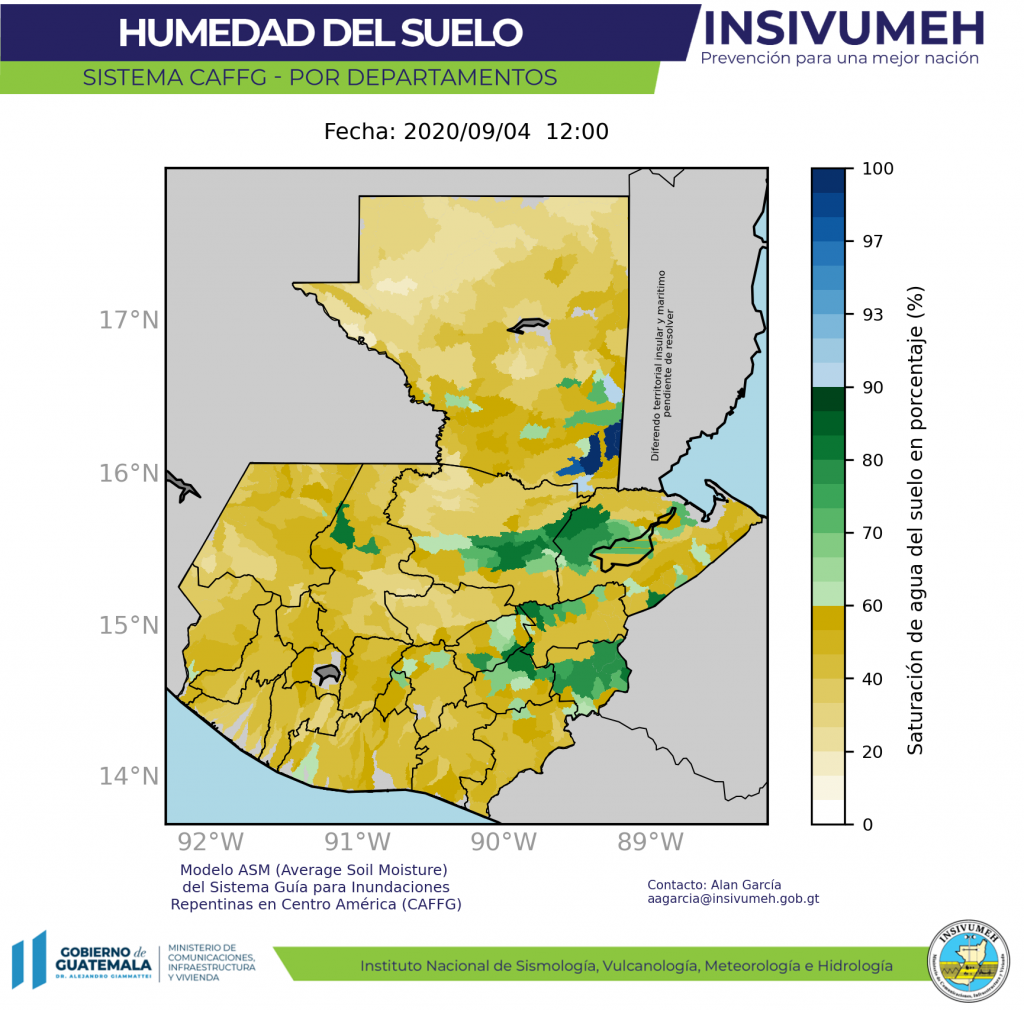 HUMEDAD DEL SUELO
INSIVUMEH
Prevención para una mejor nación
SISTEMA CAFFG - POR DEPARTAMENTOS
Fecha: 2020/09/04 12:00
100
97
93
90
80
70
60
40
20
0
Saturación de agua del suelo en porcentaje (%)
17°N
16°N
15°N
14°N
Diferendo territorial insular y marítimo
pendiente de resolver
92°W
91°W
90°W
89°W
Modelo ASM (Average Soil Moisture)
del Sistema Guía para Inundaciones
Repentinas en Centro América (CAFFG)
Contacto: Alan García
aagarcia@insivumeh.gob.gt
GOBIERNO de
GUATEMALA
DR. ALEJANDRO GIAMMATTEI
MINISTERIO DE
COMUNICACIONES,
INFRAESTRUCTURA
Y VIVIENDA
Instituto Nacional de Sismología, Vulcanología, Meteorología e Hidrología
INSIVUMEH